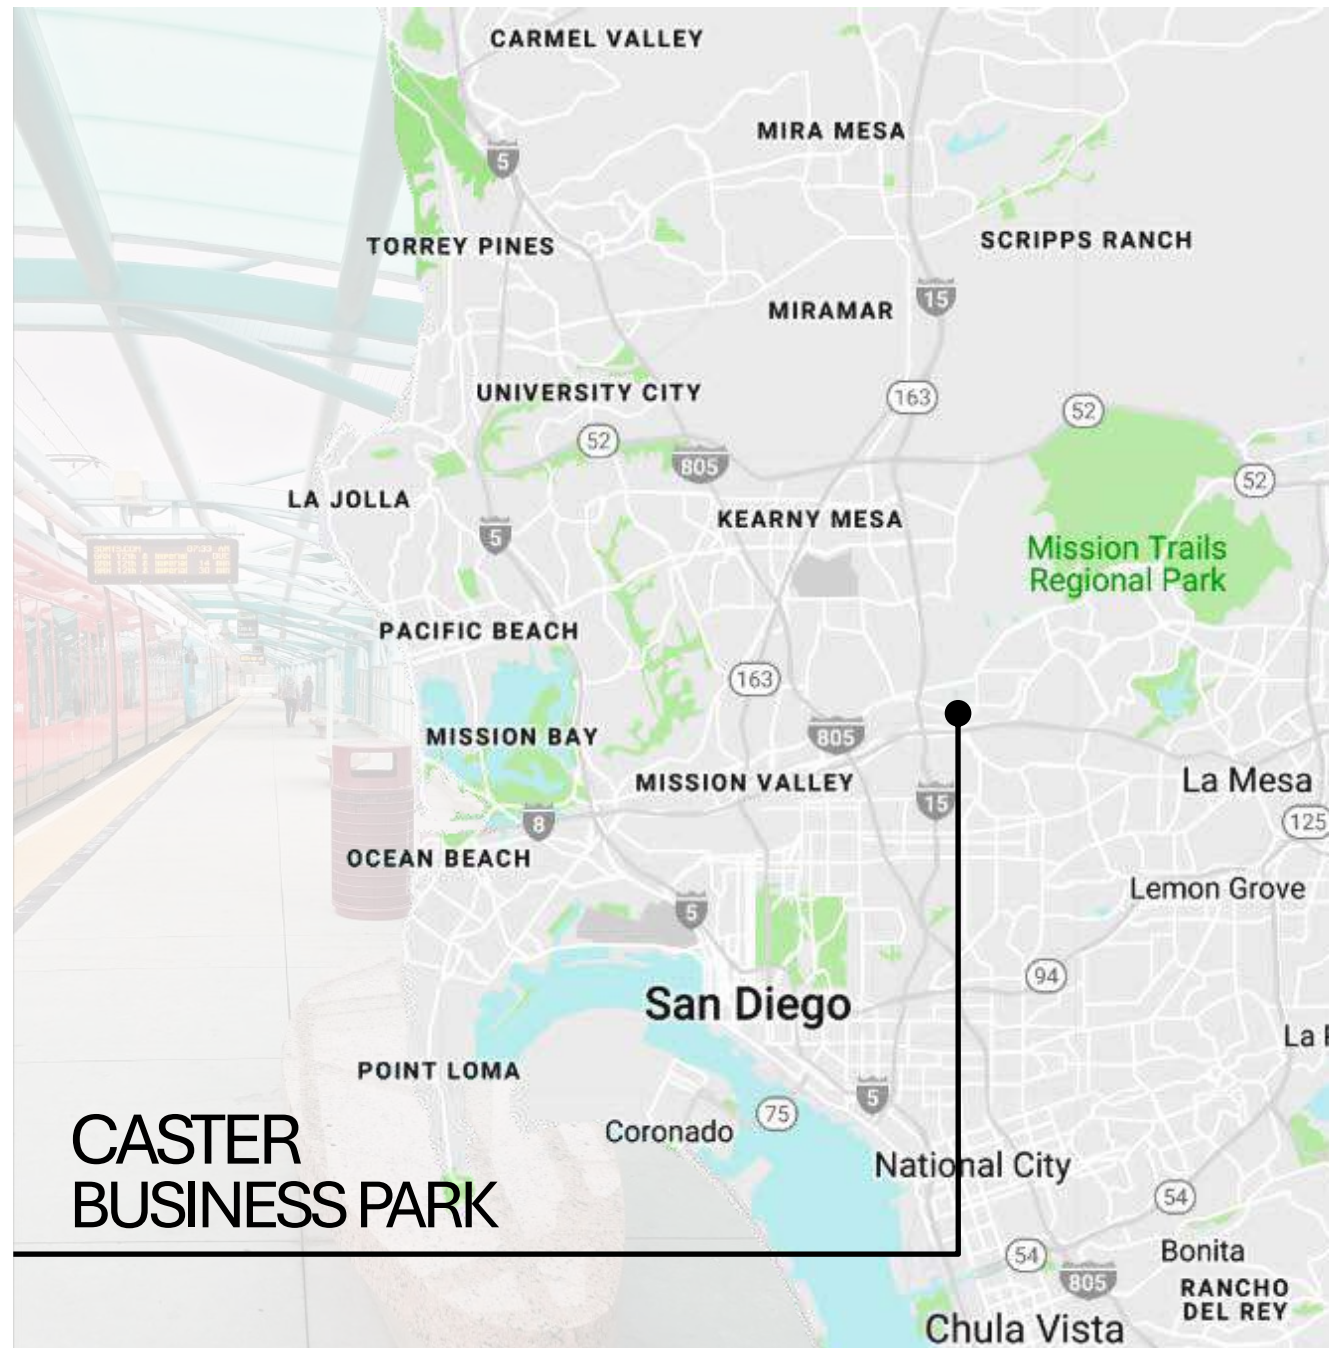 CARMEL VALLEY
MIRA MESA
5
TORREY PINES
SCRIPPS RANCH
15
MIRAMAR
UNIVERSITY CITY
163
52
52
805
52
LA JOLLA
KEARNY MESA
5
Mission Trails
Regional Park
PACIFIC BEACH
163
MISSION BAY
805
MISSION VALLEY
La Mesa
15
8
125
OCEAN BEACH
Lemon Grove
5
94
San Diego
La
POINT LOMA
5
75
Coronado
CASTER
BUSINESS PARK
National City
54
54
Bonita
805
RANCHO
DEL REY
Chula Vista